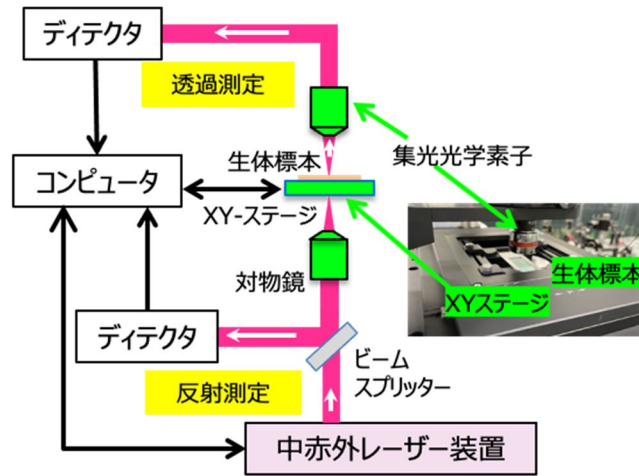 ディテクタ
透過測定
集光光学素子
生体標本
コンピュータ
XY-ステージ
生体標本
XYステージ
対物鏡
ディテクタ
反射測定
ビーム
スプリッター
中赤外レーザー装置